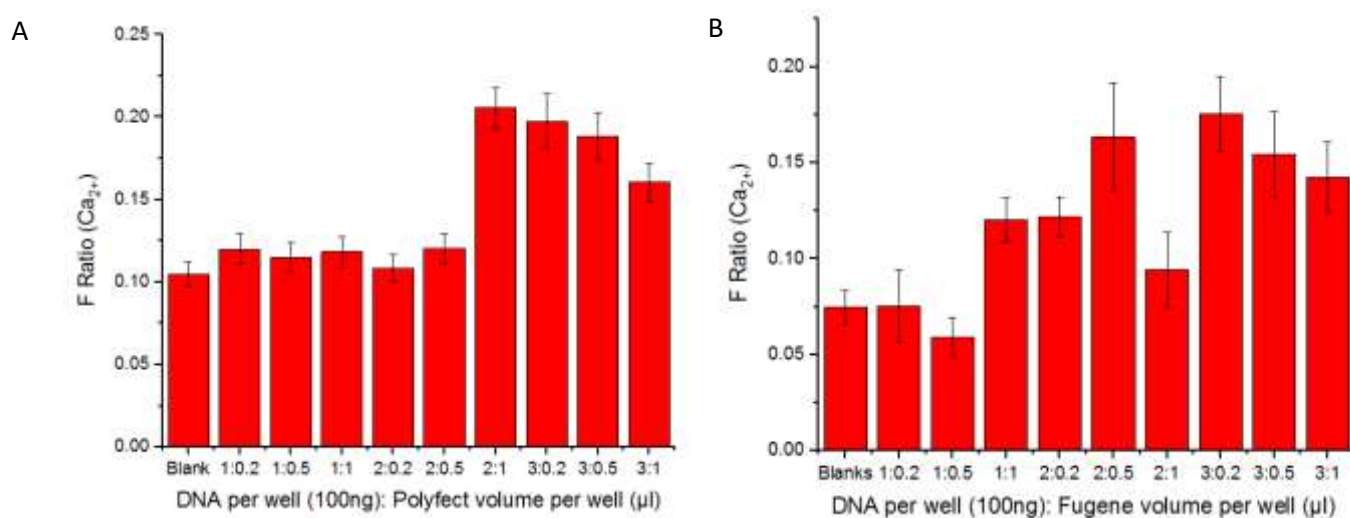 A
F Ratio (Ca₂₊)
0.25
0.20
0.15
0.10
0.05
0.00
Blank 1:0.2 1:0.5 1:1 2:0.2 2:0.5 2:1 3:0.2 3:0.5 3:1
DNA per well (100ng): Polyfect volume per well (µl)
B
F Ratio (Ca₂₊)
0.20
0.15
0.10
0.05
0.00
Blanks 1:0.2 1:0.5 1:1 2:0.2 2:0.5 2:1 3:0.2 3:0.5 3:1
DNA per well (100ng): Fugene volume per well (µl)